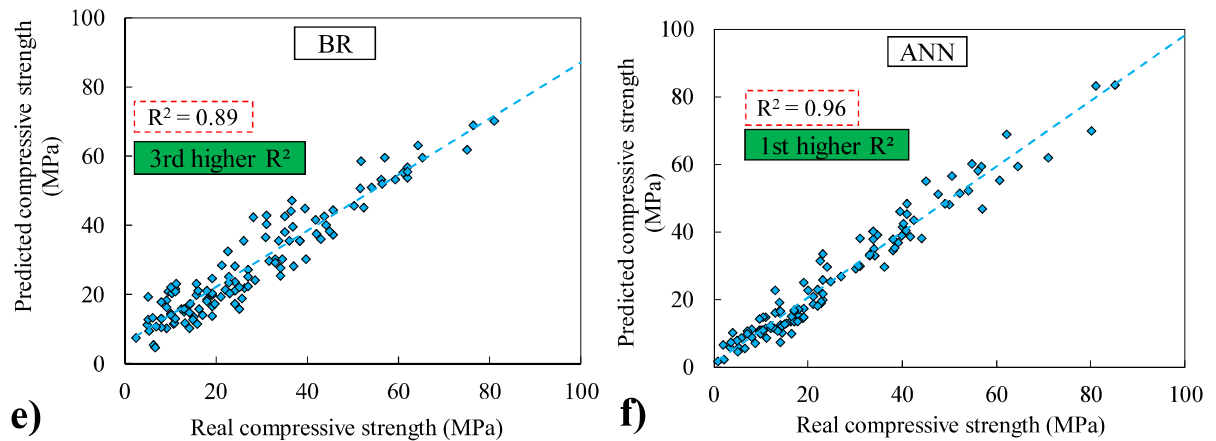 100
80
60
40
20
0
Predicted compressive strength
(MPa)
BR
R² = 0.89
3rd higher R²
0 20 40 60 80 100
Real compressive strength (MPa)
e)
100
80
60
40
20
0
Predicted compressive strength
(MPa)
ANN
R² = 0.96
1st higher R²
0 20 40 60 80 100
Real compressive strength (MPa)
f)